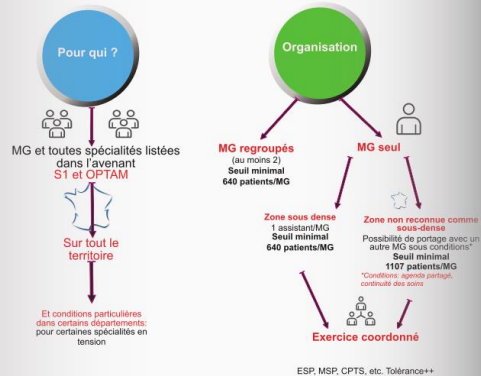 Pour qui ?
MG et toutes spécialités listées
dans l'avenant
S1 et OPTAM
Sur tout le
territoire
Et conditions particulières
dans certains départements:
pour certaines spécialités en
tension
Organisation
MG regroupés
(au moins 2)
Seuil minimal
640 patients/MG
MG seul
Zone sous dense
1 assistant/MG
Seuil minimal
640 patients/MG
Zone non reconnue comme
sous-dense
Possibilité de portage avec un
autre MG sous conditions*
Seuil minimal
1107 patients/MG
*Conditions: agenda partagé,
continuité des soins
Exercice coordonné
ESP, MSP, CPTS, etc. Tolérance++